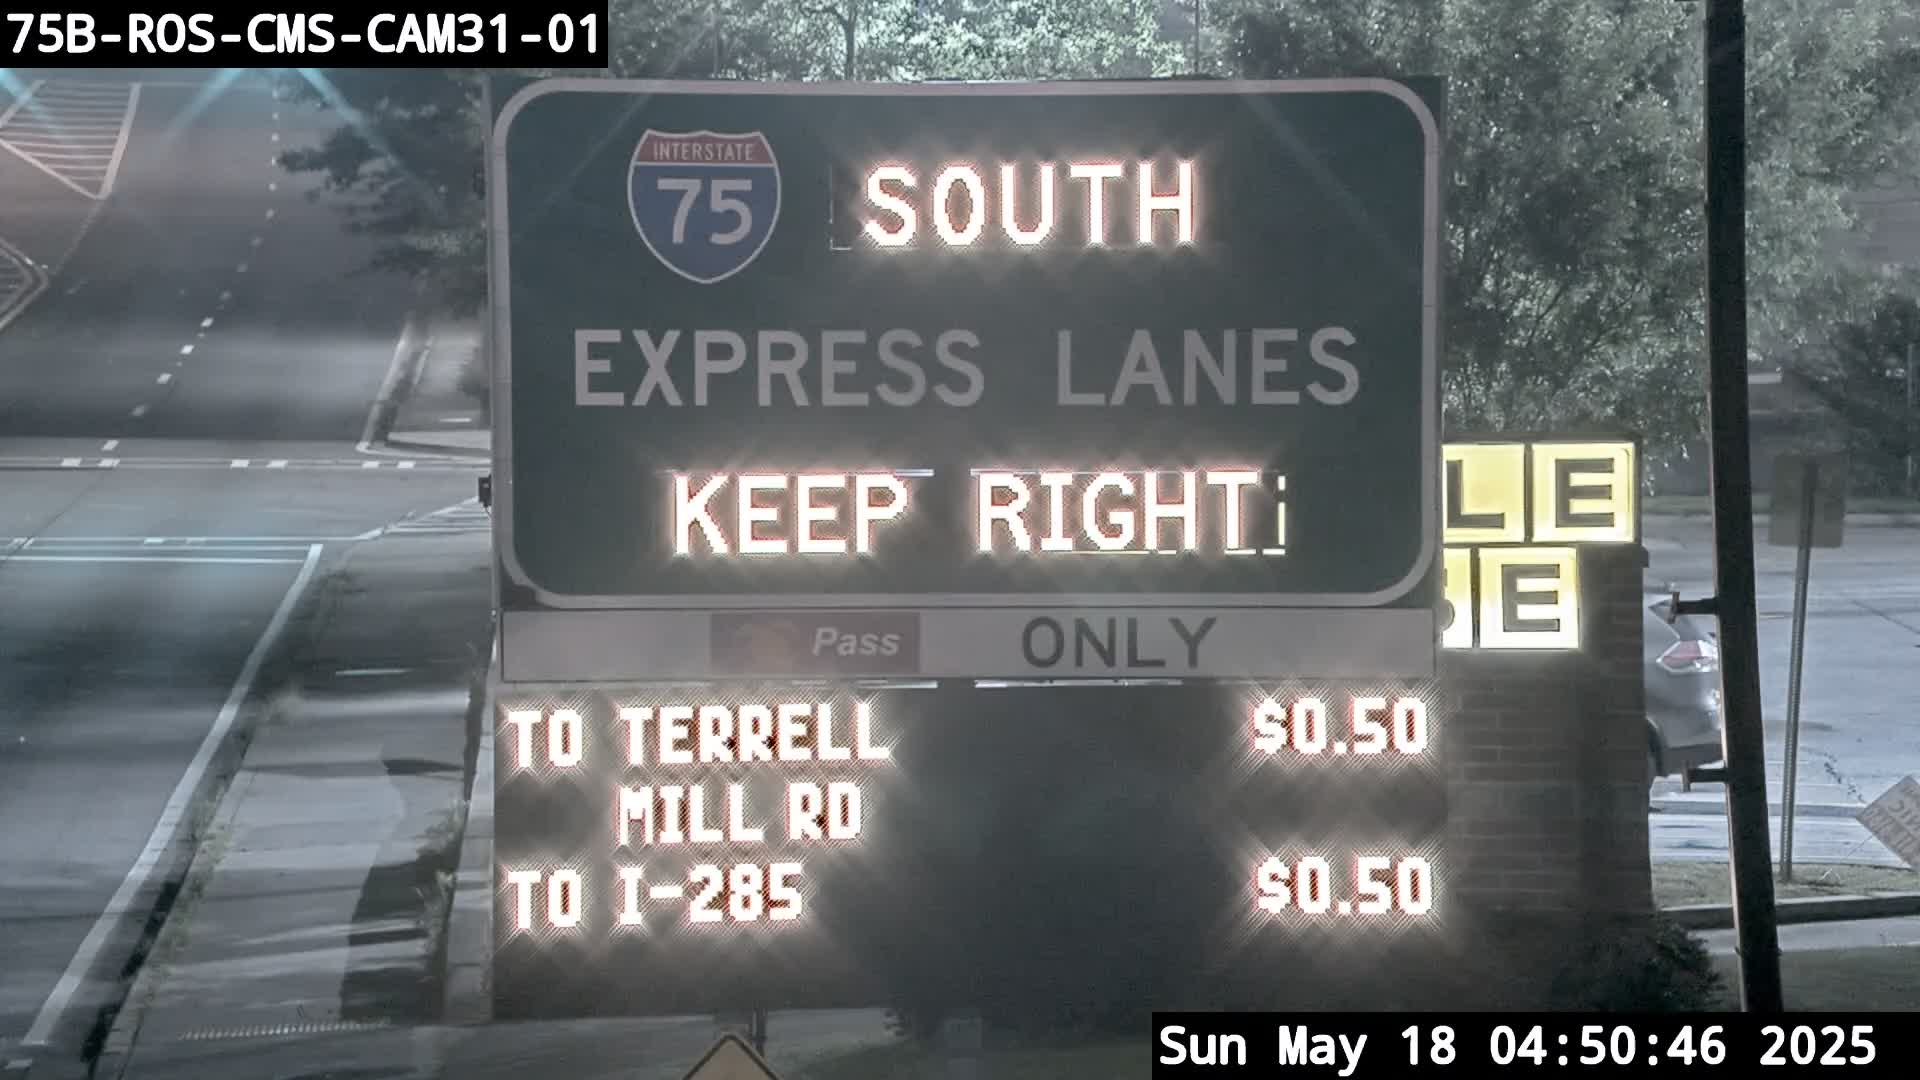 75B-ROS-CMS-CAM31-01
INTERSTATE
75
SOUTH
EXPRESS LANES
KEEP RIGHT
Pass ONLY
TO TERRELL $0.50
MILL RD
TO I-285 $0.50
LE
E
Sun May 18 04:50:46 2025